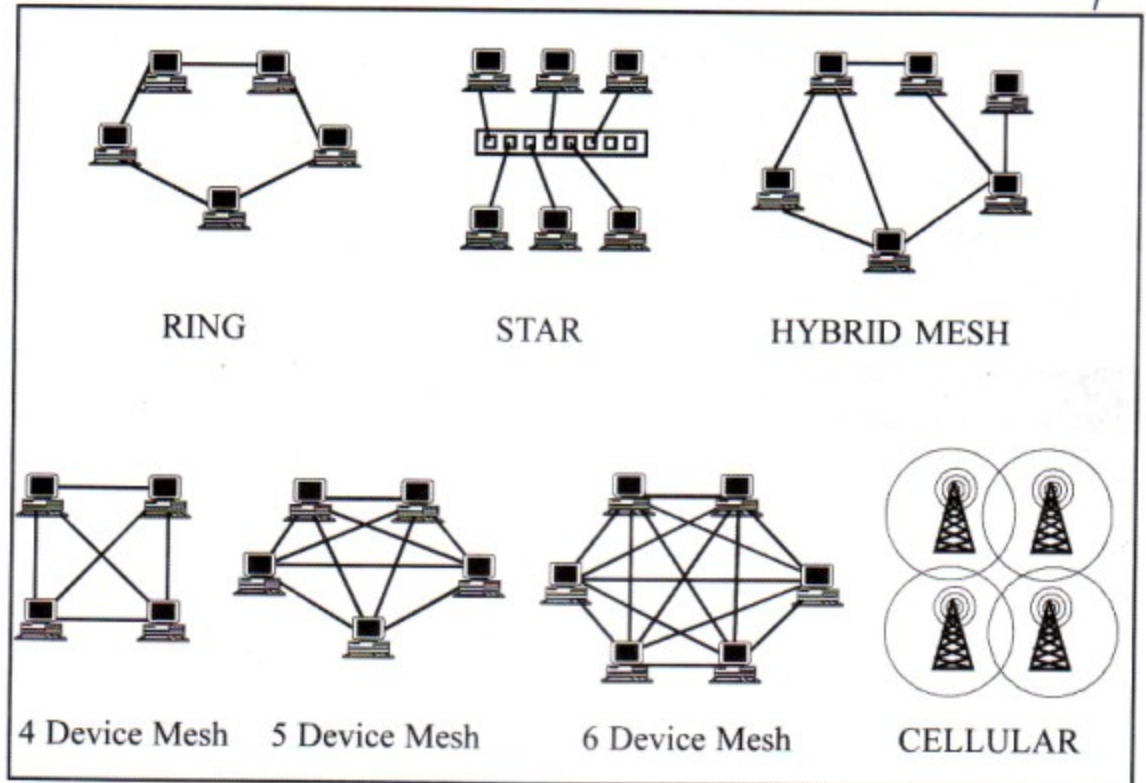 RING
STAR
HYBRID MESH
4 Device Mesh
5 Device Mesh
6 Device Mesh
CELLULAR